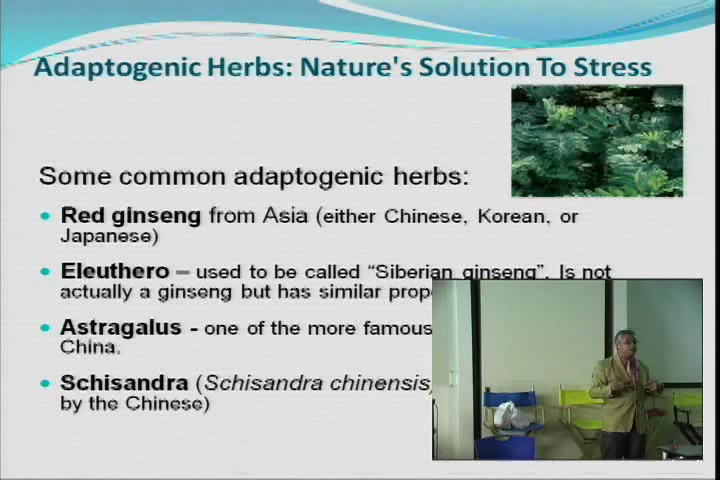 Adaptogenic Herbs: Nature's Solution To Stress
Some common adaptogenic herbs:
Red ginseng from Asia (either Chinese, Korean, or
Japanese)
Eleuthero – used to be called “Siberian ginseng”. Is not
actually a ginseng but has similar
Astragalus - one of the more famous
China.
Schisandra (Schisandra chinensis)
by the Chinese)